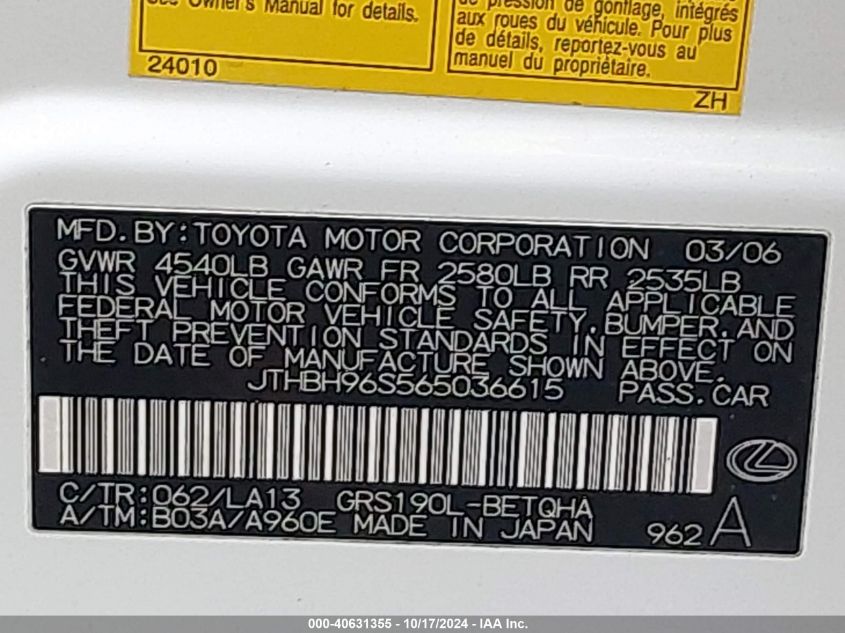 See Owner's Manual for details.
24010
de pression de gonflage, intégrés
aux roues du véhicule. Pour plus
de détails, reportez-vous au
manuel du propriétaire.
ZH
MFD.BY:TOYOTA MOTOR CORPORATION 03/06
GVWR 4540LB GAWR FR 2580LB RR 2535LB
THIS VEHICLE CONFORMS TO ALL APPLICABLE
FEDERAL MOTOR VEHICLE SAFETY,BUMPER,AND
THEFT PREVENTION STANDARDS IN EFFECT ON
THE DATE OF MANUFACTURE SHOWN ABOVE.
JTHBH96S565036615 PASS.CAR
C/TR:062/LA13 GRS190L-BETQHA
A/TM:B03A/A960E MADE IN JAPAN 962 A
000-40631355 - 10/17/2024 - IAA Inc.